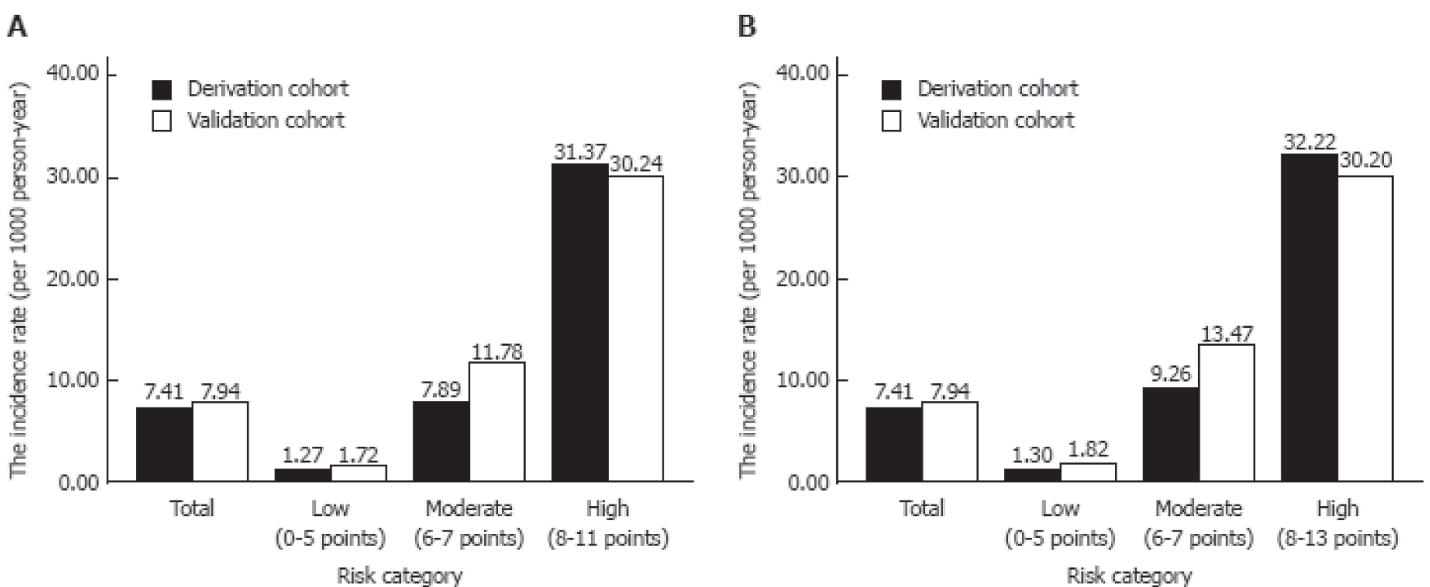 A
The incidence rate (per 1000 person-year)
40.00
30.00
20.00
10.00
0.00
Derivation cohort
Validation cohort
7.41 7.94
1.27 1.72
7.89 11.78
31.37 30.24
Total
Low
(0-5 points)
Moderate
(6-7 points)
High
(8-11 points)
Risk category
B
The incidence rate (per 1000 person-year)
40.00
30.00
20.00
10.00
0.00
Derivation cohort
Validation cohort
7.41 7.94
1.30 1.82
9.26 13.47
32.22 30.20
Total
Low
(0-5 points)
Moderate
(6-7 points)
High
(8-13 points)
Risk category